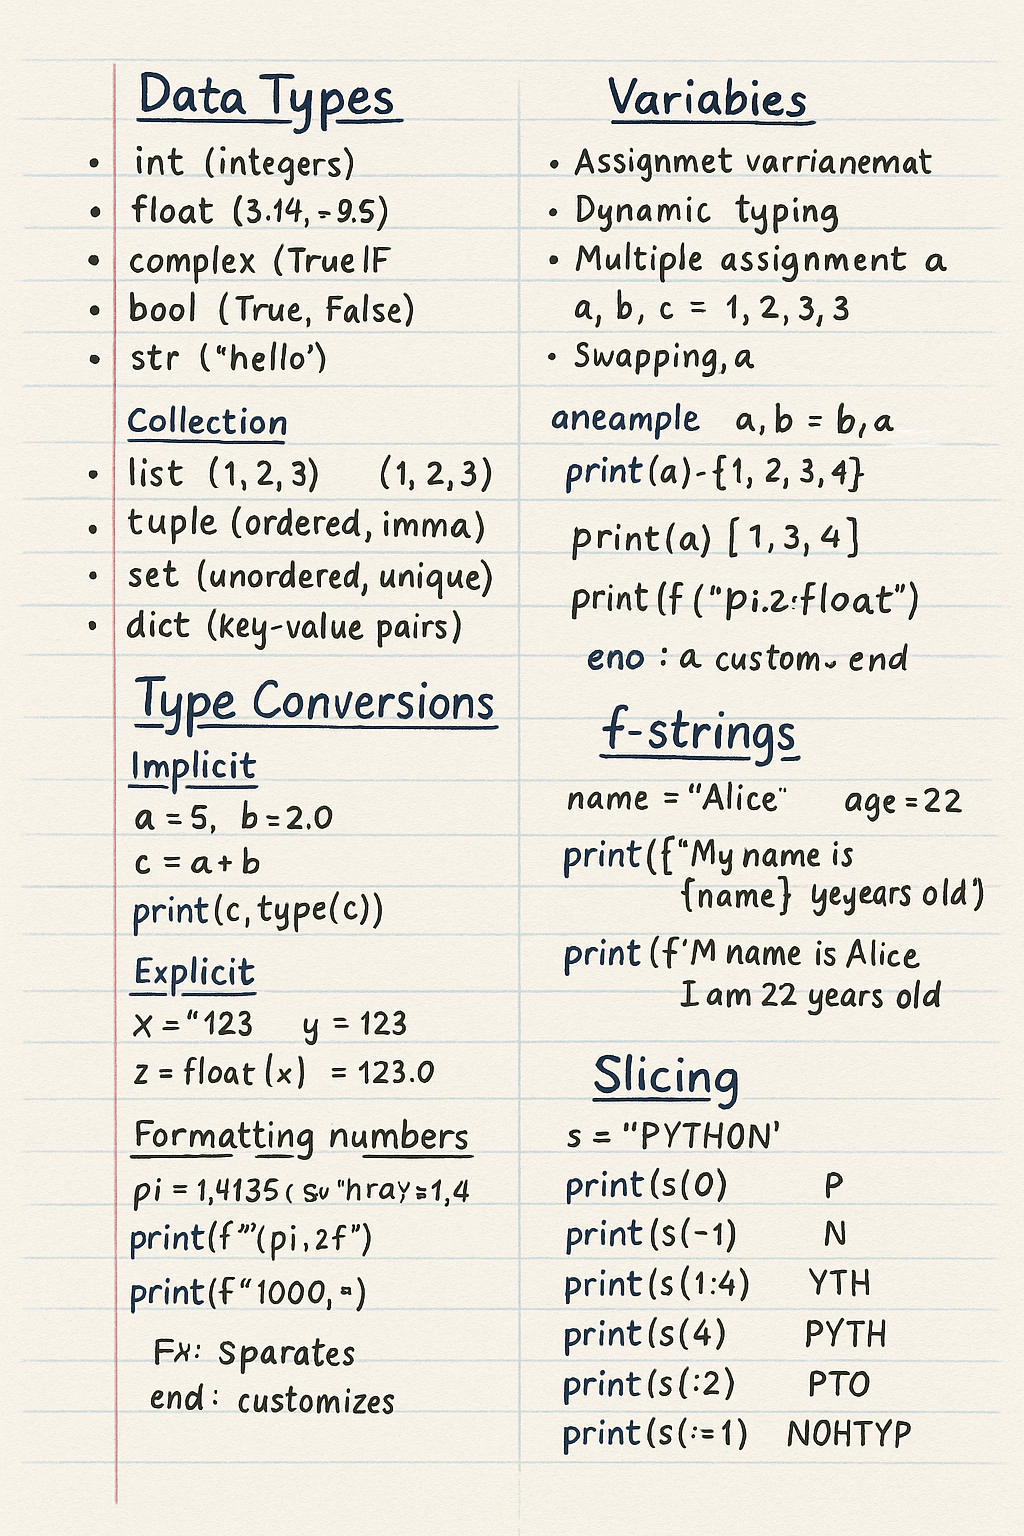 Data Types
• int (integers)
• float (3.14, -9.5)
• complex (True|F
• bool (True, False)
• str ("hello')
Collection
• list (1, 2, 3) (1, 2, 3)
• tuple (ordered, imma)
• set (unordered, unique)
• dict (key-value pairs)
Type Conversions
Implicit
a = 5, b = 2.0
c = a + b
print(c, type(c))
Explicit
x = "123 y = 123
z = float (x) = 123.0
Formatting numbers
pi = 1,4135 ( = 1,4
print(f"''(pi, 2f")
print(f"1000, )
Fx: Sparates
end: customizes
Variabies
• Assignmet varrianemat
• Dynamic typing
• Multiple assignment a
a, b, c = 1, 2, 3, 3
• Swapping, a
aneample a, b = b, a
print(a)-{1, 2, 3, 4}
print(a) [1, 3, 4]
print(f ("pi.2:float")
eno : a custom end
f-strings
name = "Alice" age = 22
print(f"My name is
{name} yeyears old')
print (f'M name is Alice
I am 22 years old
Slicing
s = "PYTHON'
print(s(0) P
print(s(-1) N
print(s(1:4) YTH
print(s(4) PYTH
print(s(:2) PTO
print(s(:=1) NOHTYP